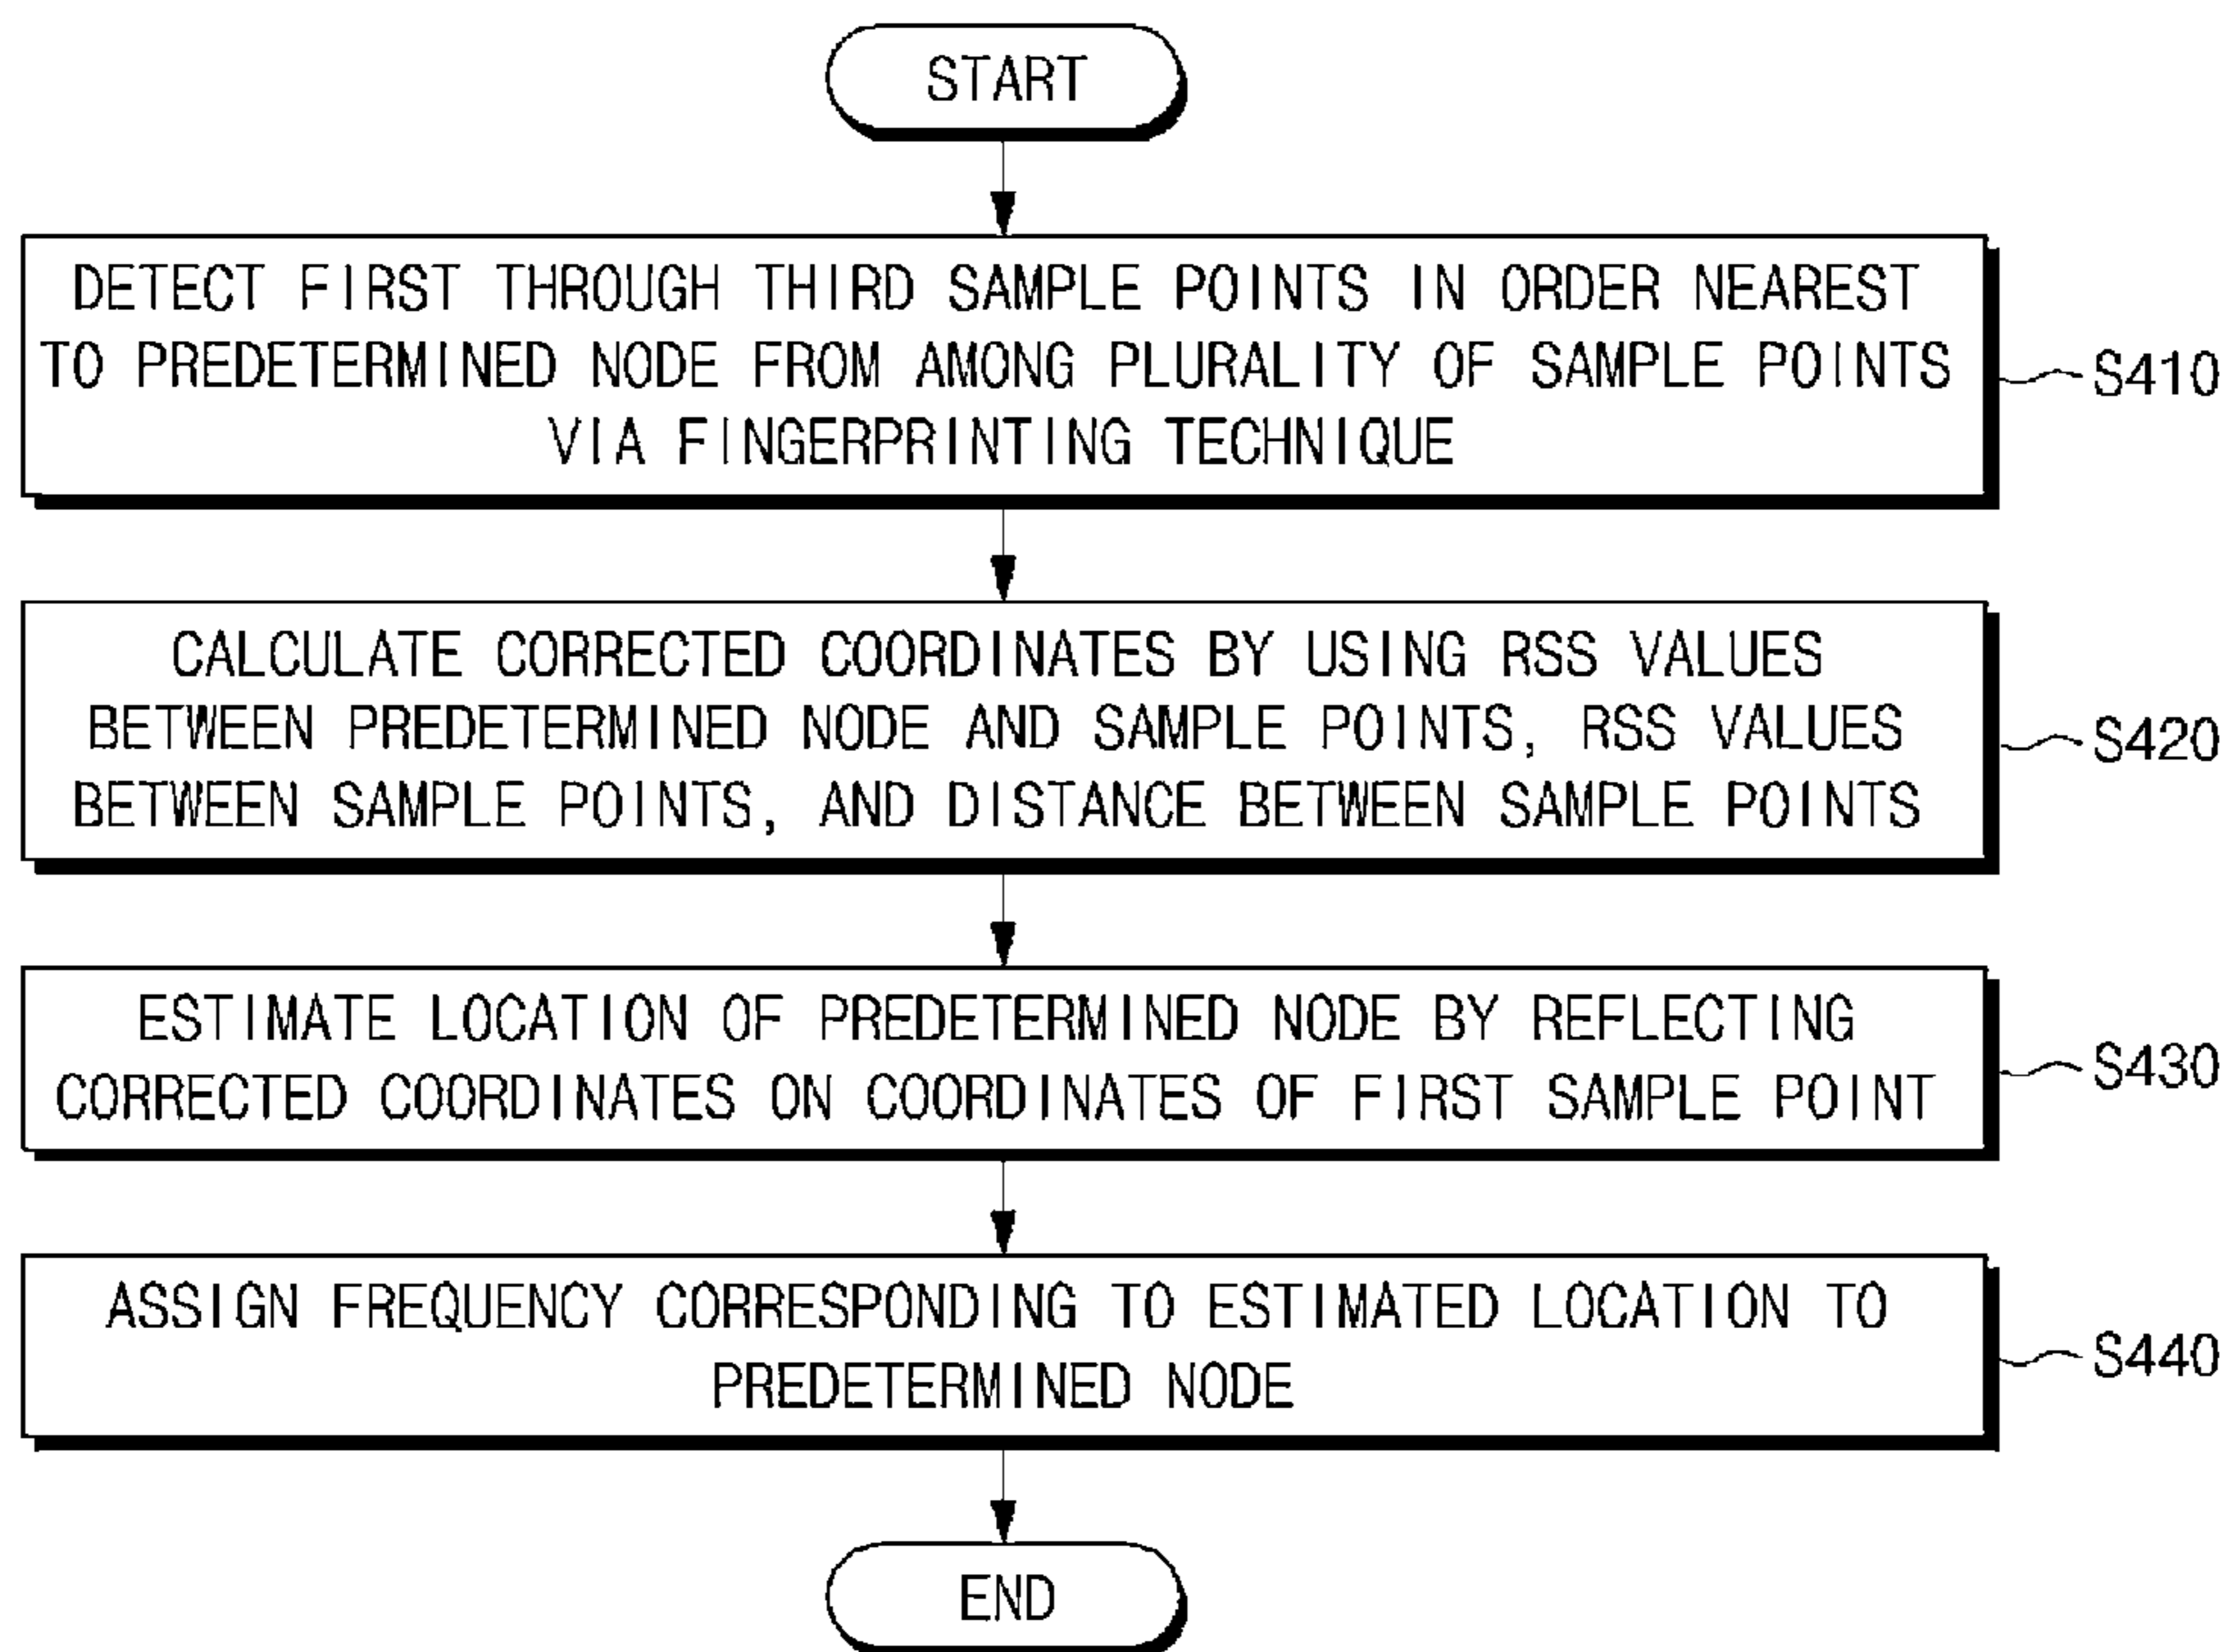 START
DETECT FIRST THROUGH THIRD SAMPLE POINTS IN ORDER NEAREST
TO PREDETERMINED NODE FROM AMONG PLURALITY OF SAMPLE POINTS
VIA FINGERPRINTING TECHNIQUE
S410
CALCULATE CORRECTED COORDINATES BY USING RSS VALUES
BETWEEN PREDETERMINED NODE AND SAMPLE POINTS, RSS VALUES
BETWEEN SAMPLE POINTS, AND DISTANCE BETWEEN SAMPLE POINTS
S420
ESTIMATE LOCATION OF PREDETERMINED NODE BY REFLECTING
CORRECTED COORDINATES ON COORDINATES OF FIRST SAMPLE POINT
S430
ASSIGN FREQUENCY CORRESPONDING TO ESTIMATED LOCATION TO
PREDETERMINED NODE
S440
END